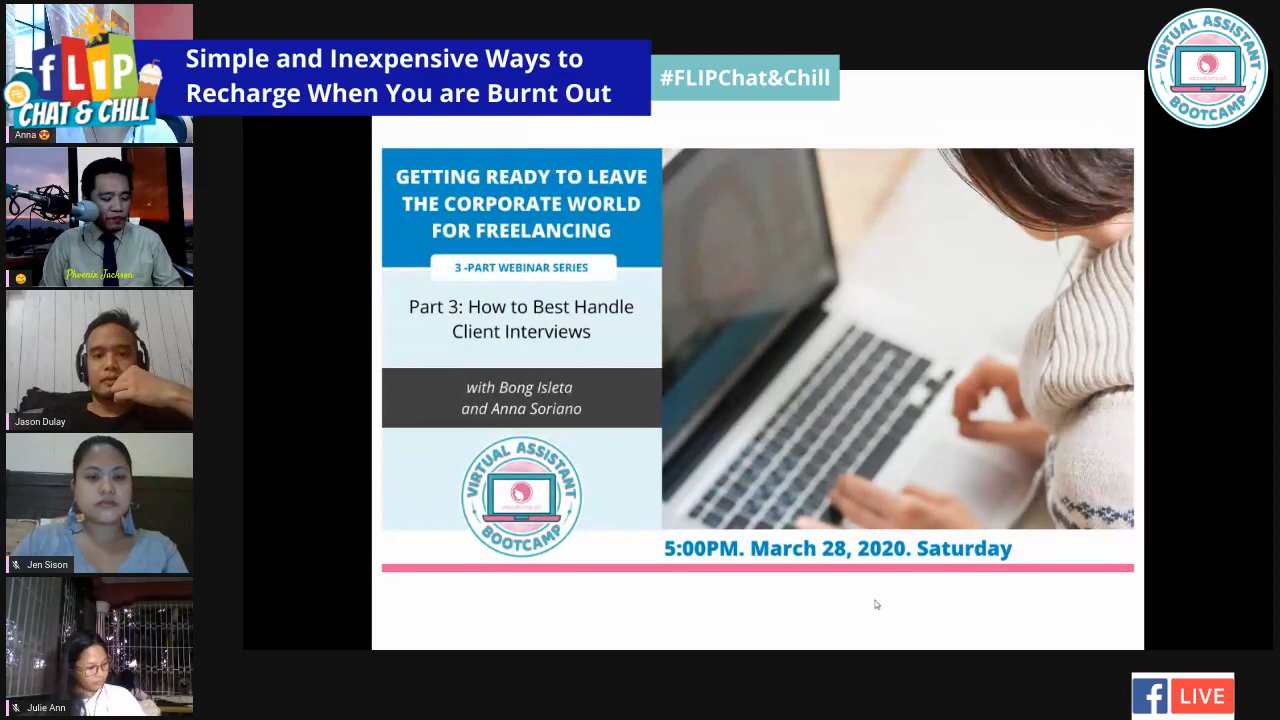 fLIP
CHAT & CHILL
Simple and Inexpensive Ways to
Recharge When You are Burnt Out
#FLIPChat&Chill
VIRTUAL ASSISTANT
BOOTCAMP
Anna 😍
Phoenix Jackson
Jason Dulay
Jen Sison
Julie Ann
GETTING READY TO LEAVE
THE CORPORATE WORLD
FOR FREELANCING
3 -PART WEBINAR SERIES
Part 3: How to Best Handle
Client Interviews
with Bong Isleta
and Anna Soriano
VIRTUAL ASSISTANT
BOOTCAMP
5:00PM. March 28, 2020. Saturday
f LIVE